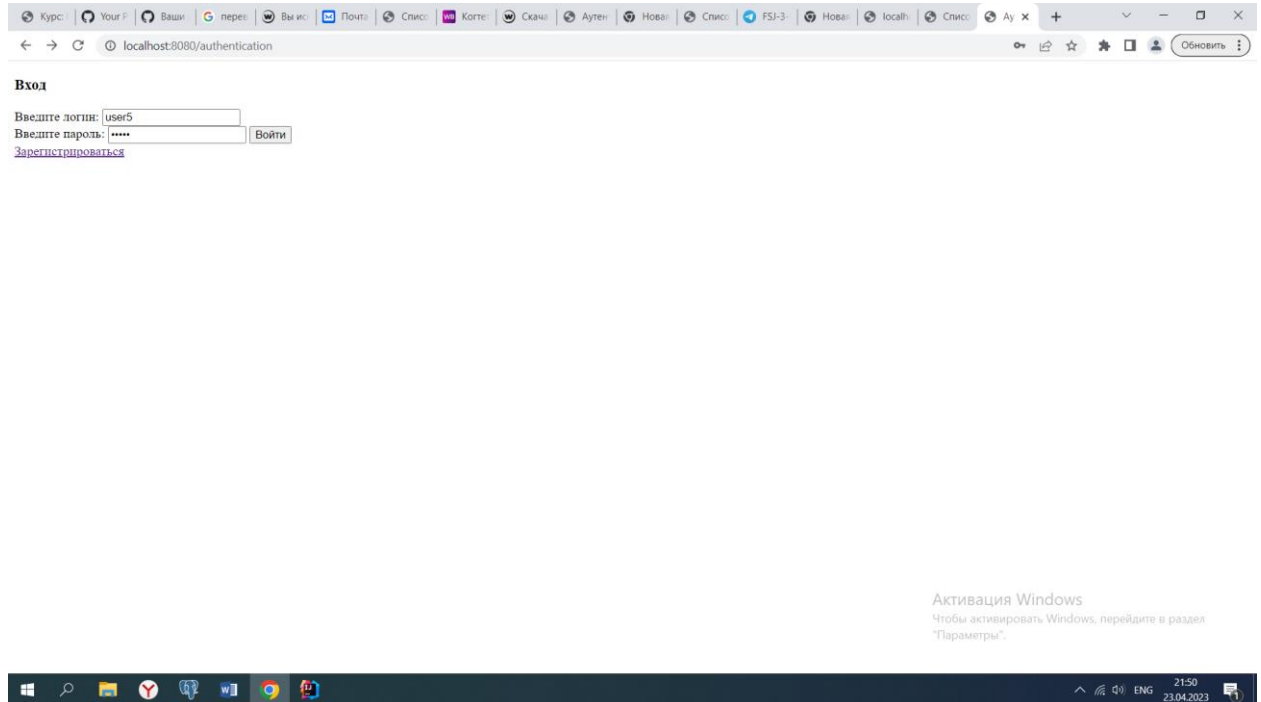 Курс: Your P Ваши перев Вы ис Почта Списо Котте Скача Аутен Новая Списо FSJ-3- Новая localh Списо Ау
localhost:8080/authentication Обновить
Вход
Введите логин: user5
Введите пароль: ••••• Войти
Зарегистрироваться
Активация Windows
Чтобы активировать Windows, перейдите в раздел
"Параметры".
ENG 21:50
23.04.2023